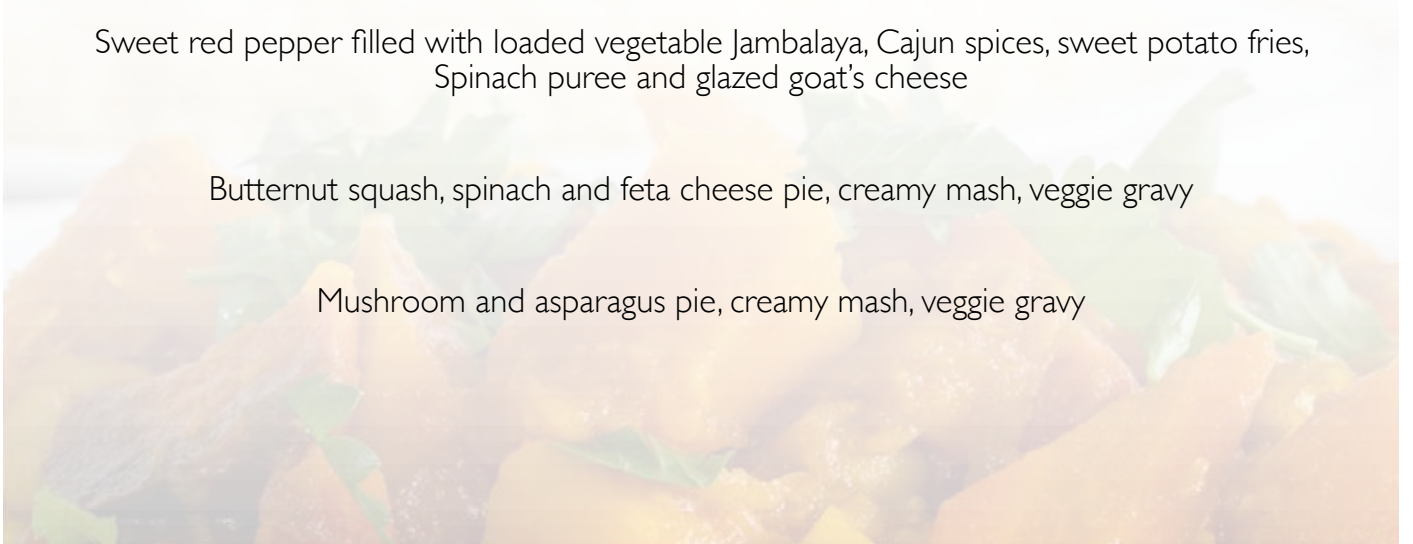 Sweet red pepper filled with loaded vegetable Jambalaya, Cajun spices, sweet potato fries,
Spinach puree and glazed goat’s cheese
Butternut squash, spinach and feta cheese pie, creamy mash, veggie gravy
Mushroom and asparagus pie, creamy mash, veggie gravy